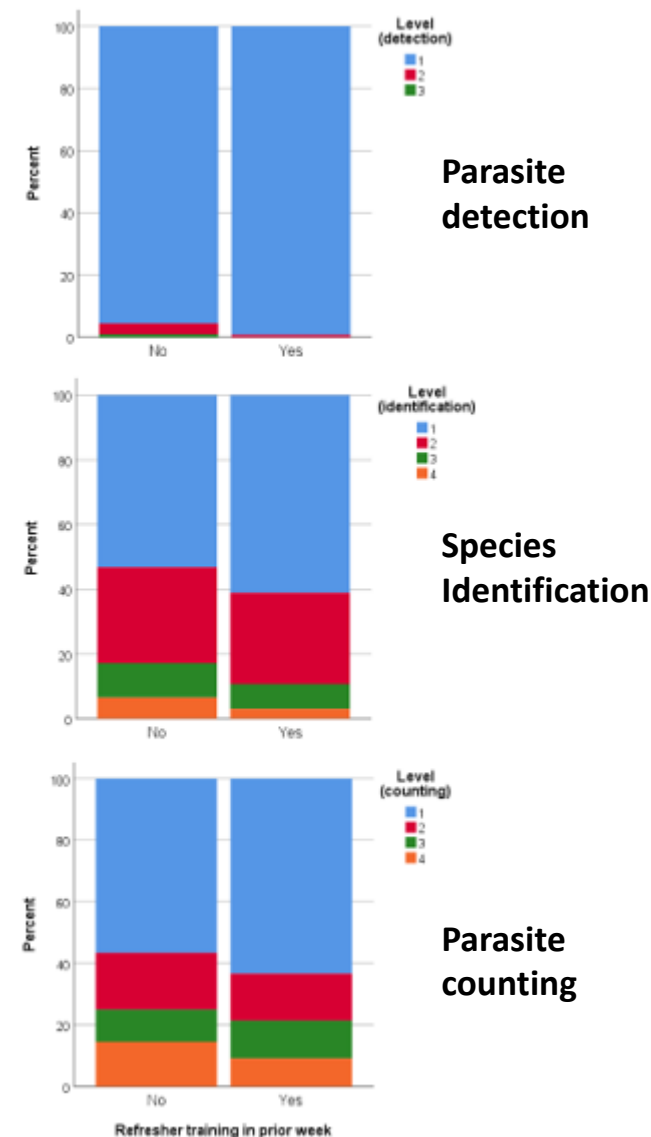 Level
(detection)
1
2
3
100
80
60
40
20
0
Percent
No
Yes
Parasite
detection
Level
(identification)
1
2
3
4
100
80
60
40
20
0
Percent
No
Yes
Species
Identification
Level
(counting)
1
2
3
4
100
80
60
40
20
0
Percent
No
Yes
Parasite
counting
Refresher training in prior week